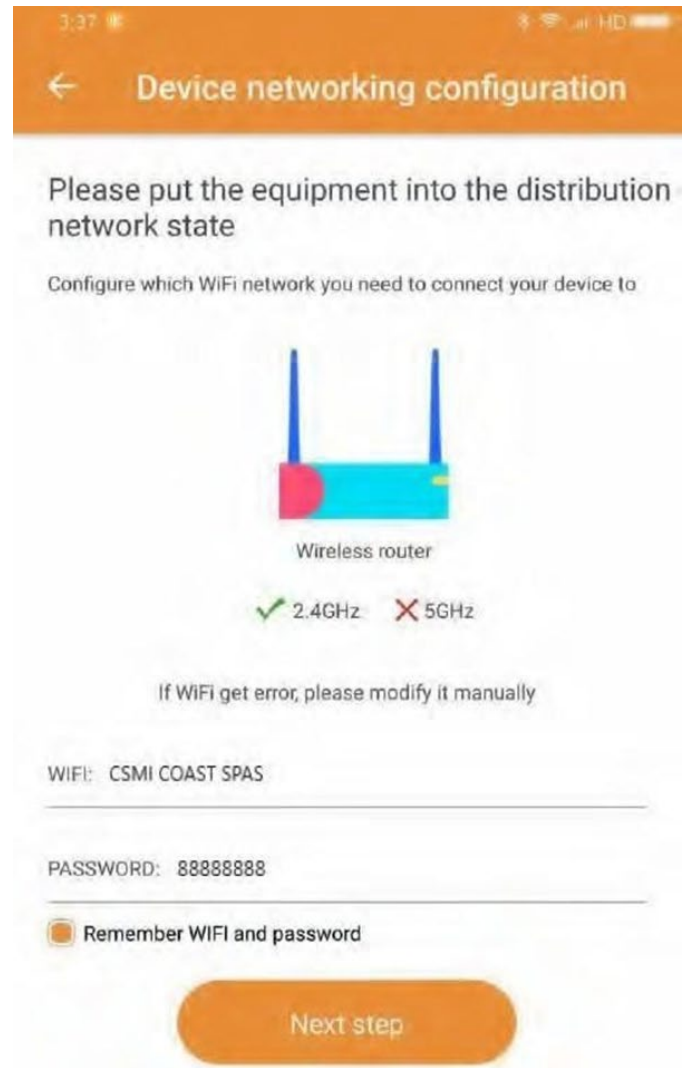 3:37
HD
Device networking configuration
Please put the equipment into the distribution
network state
Configure which WiFi network you need to connect your device to
Wireless router
2.4GHz 5GHz
If WiFi get error, please modify it manually
WIFI: CSMI COAST SPAS
PASSWORD: 88888888
Remember WIFI and password
Next step